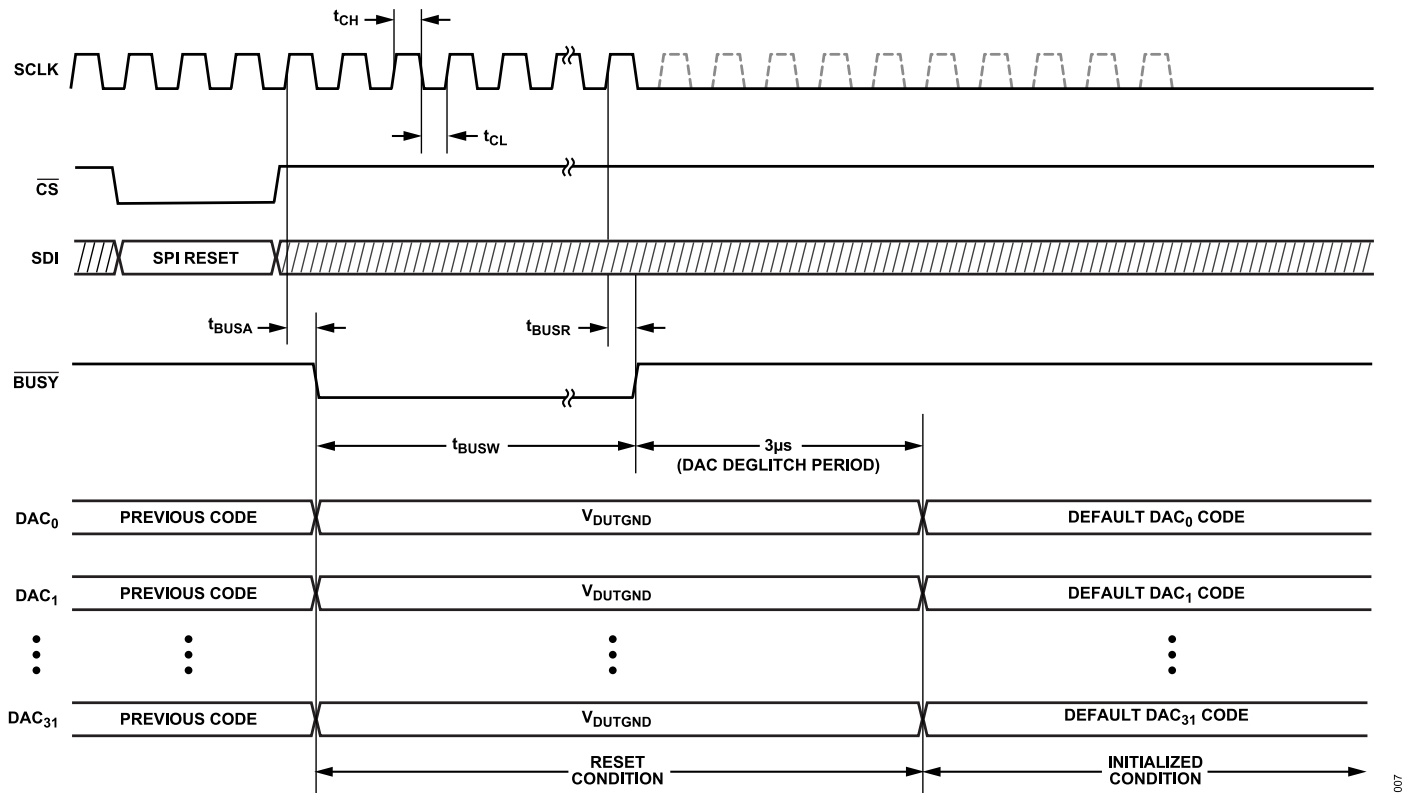 tCH
SCLK
tCL
CS
SDI
SPI RESET
tBUSA
tBUSR
BUSY
tBUSW
3µs
(DAC DEGLITCH PERIOD)
DAC0
PREVIOUS CODE
VDUTGND
DEFAULT DAC0 CODE
DAC1
PREVIOUS CODE
VDUTGND
DEFAULT DAC1 CODE
DAC31
PREVIOUS CODE
VDUTGND
DEFAULT DAC31 CODE
RESET
CONDITION
INITIALIZED
CONDITION
007